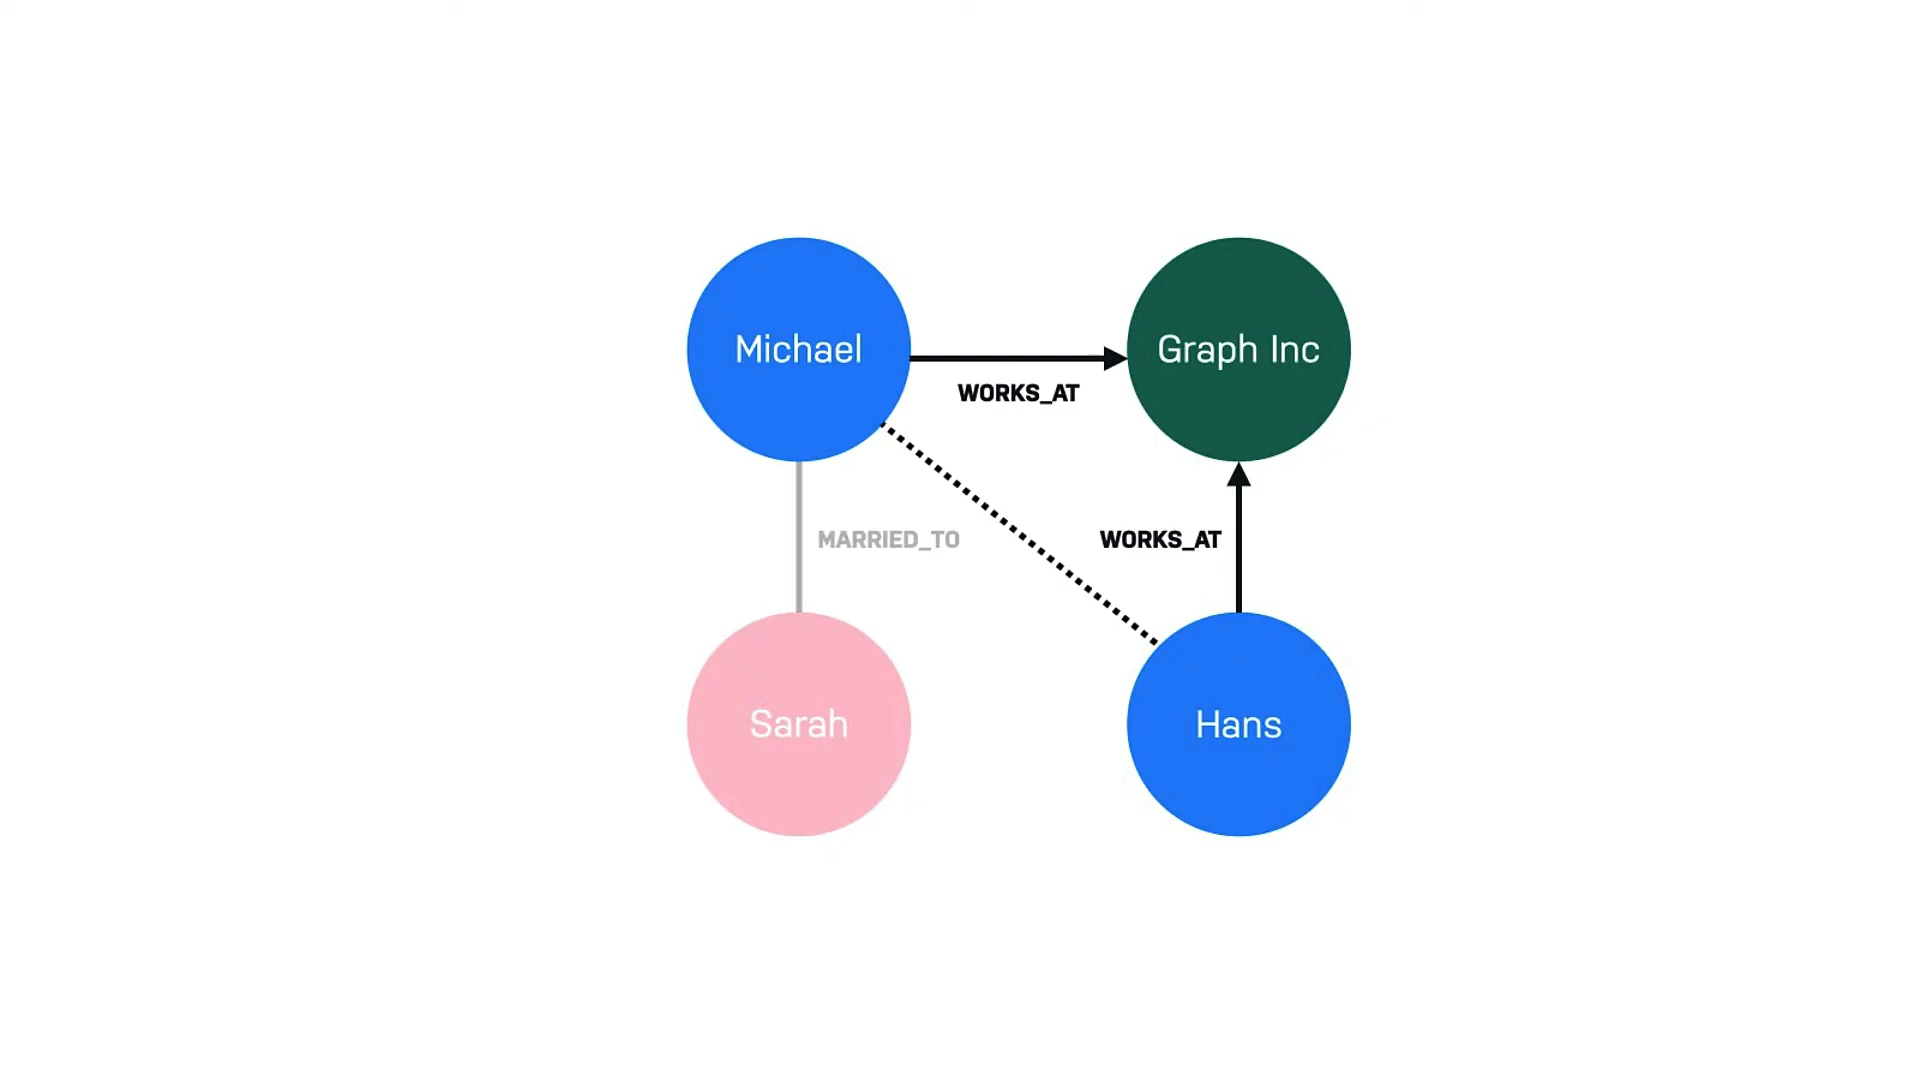 Michael
Graph Inc
WORKS_AT
MARRIED_TO
WORKS_AT
Sarah
Hans